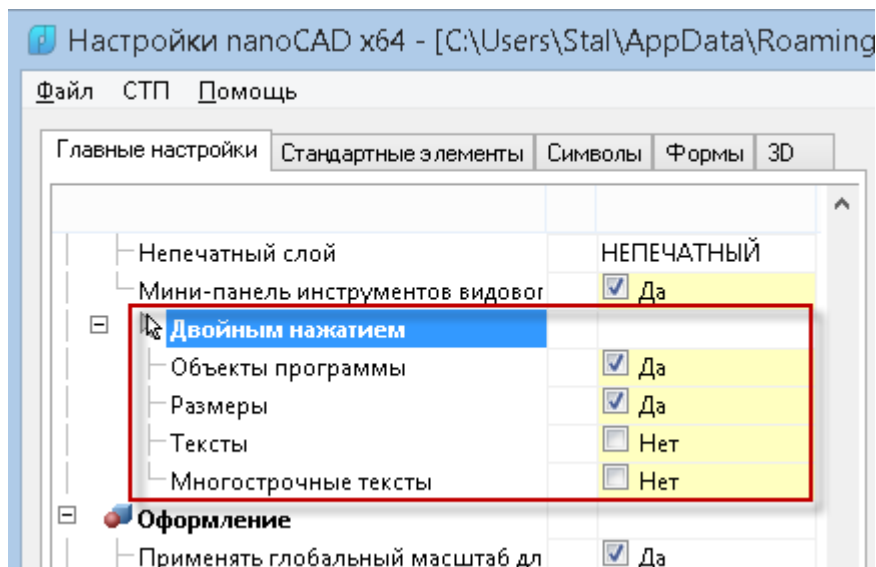 Настройки nanoCAD x64 - [C:\Users\Stal\AppData\Roaming
Файл СТП Помощь
Главные настройки Стандартные элементы Символы Формы 3D
Непечатный слой НЕПЕЧАТНЫЙ
Мини-панель инструментов видовог Да
Двойным нажатием
Объекты программы Да
Размеры Да
Тексты Нет
Многострочные тексты Нет
Оформление
Применять глобальный масштаб дл Да